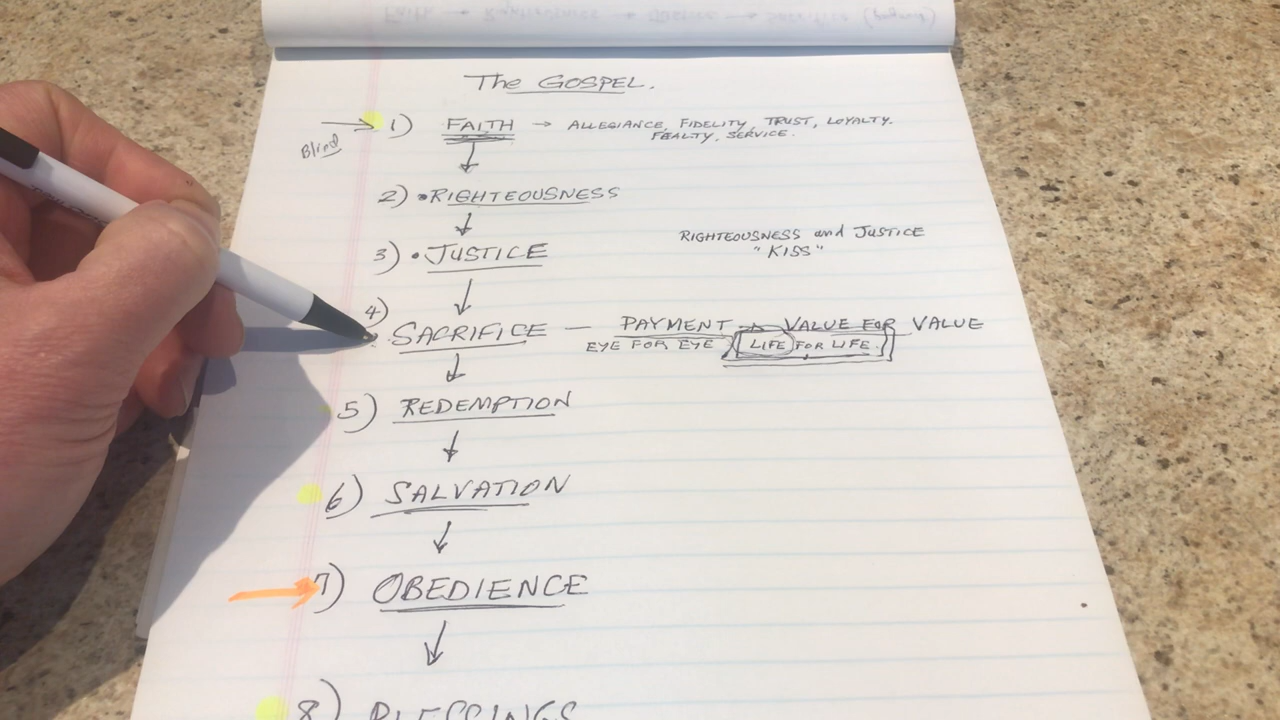 The GOSPEL.
1) FAITH → ALLEGIANCE, FIDELITY, TRUST, LOYALTY.
FEALTY, SERVICE.
Blind
2) •RIGHTEOUSNESS
3) •JUSTICE
RIGHTEOUSNESS and JUSTICE
"KISS"
4)
SACRIFICE — PAYMENT → VALUE FOR VALUE
EYE FOR EYE LIFE FOR LIFE
5) REDEMPTION
6) SALVATION
7) OBEDIENCE
8) BLESSINGS